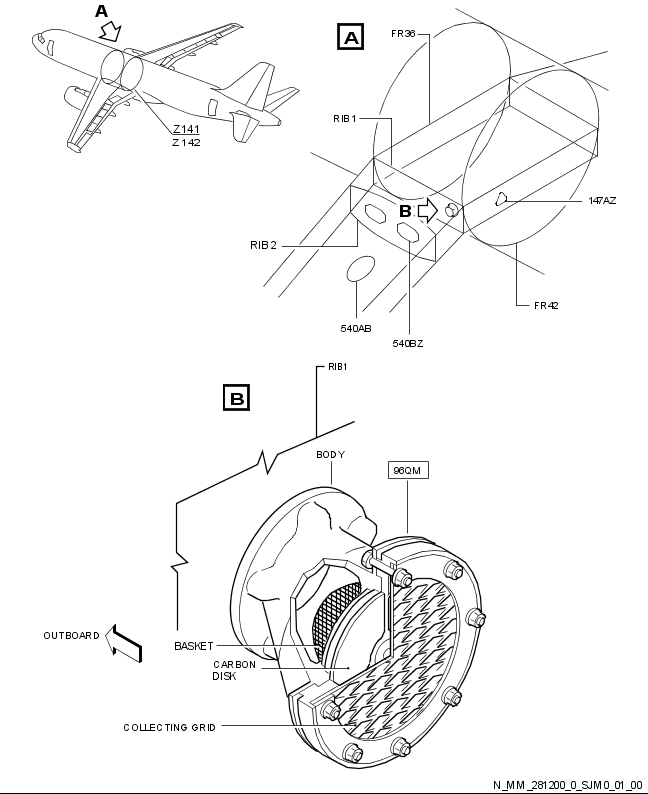 A
Z141
Z142
A
FR36
RIB1
B
147AZ
RIB2
FR42
540AB
540BZ
B
RIB1
BODY
96QM
OUTBOARD
BASKET
CARBON
DISK
COLLECTING GRID
N_MM_281200_0_SJM0_01_00